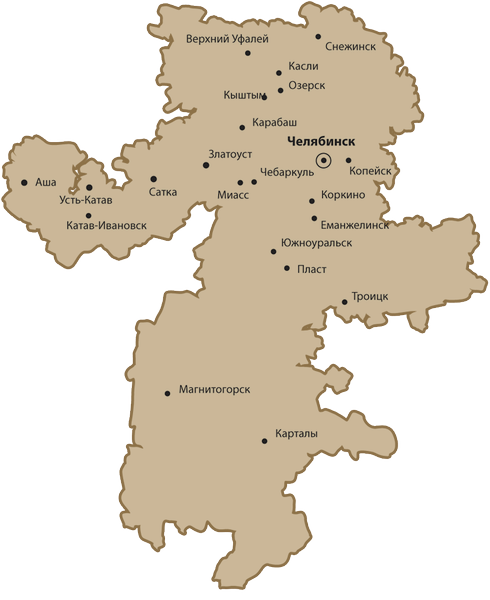 Верхний Уфалей
Снежинск
Касли
Озерск
Кыштым
Карабаш
Челябинск
Златоуст
Чебаркуль
Копейск
Аша
Усть-Катав
Сатка
Миасс
Коркино
Катав-Ивановск
Еманжелинск
Южноуральск
Пласт
Троицк
Магнитогорск
Карталы